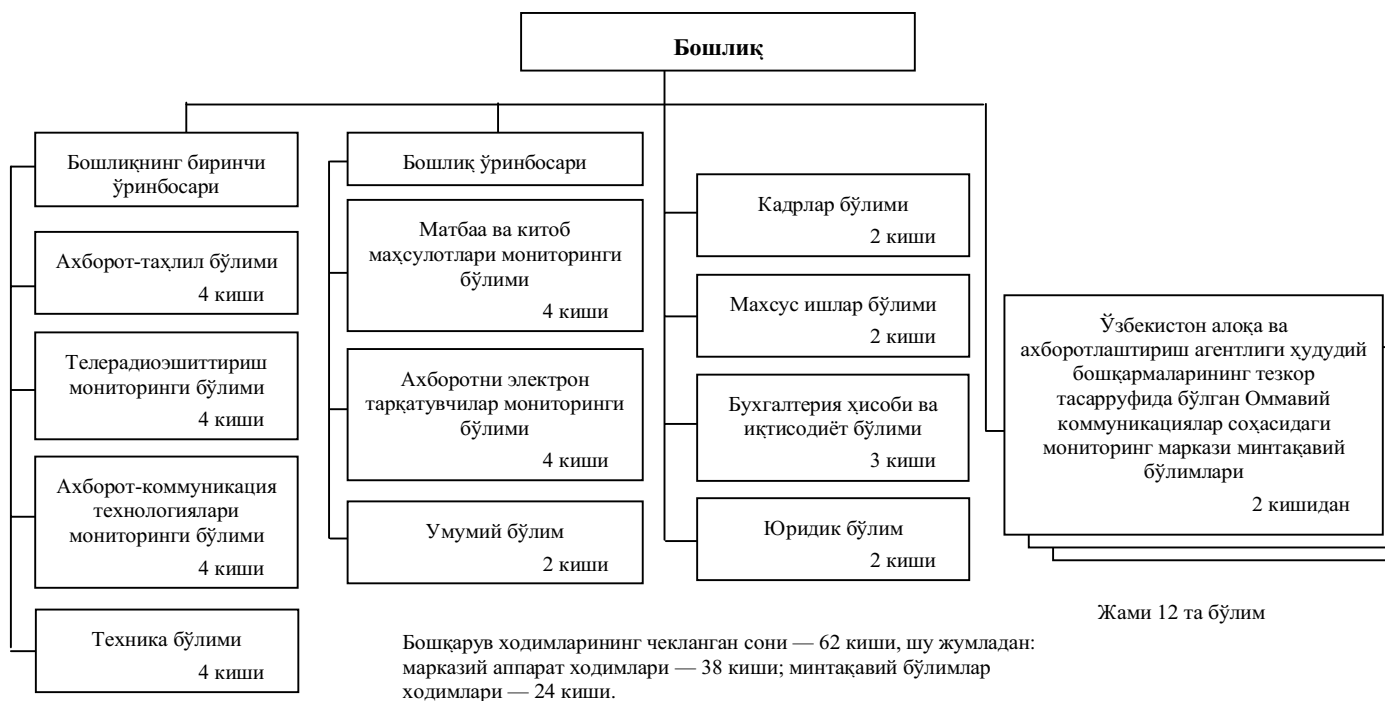 Бошлиқ
Бошлиқнинг биринчи
ўринбосари
Ахборот-таҳлил бўлими
4 киши
Телерадиоэшиттириш
мониторинги бўлими
4 киши
Ахборот-коммуникация
технологиялари
мониторинги бўлими
4 киши
Техника бўлими
4 киши
Бошлиқ ўринбосари
Матбаа ва китоб
маҳсулотлари мониторинги
бўлими
4 киши
Ахборотни электрон
тарқатувчилар мониторинги
бўлими
4 киши
Умумий бўлим
2 киши
Кадрлар бўлими
2 киши
Махсус ишлар бўлими
2 киши
Бухгалтерия ҳисоби ва
иқтисодиёт бўлими
3 киши
Юридик бўлим
2 киши
Ўзбекистон алоқа ва
ахборотлаштириш агентлиги ҳудудий
бошқармаларининг тезкор
тасарруфида бўлган Оммавий
коммуникациялар соҳасидаги
мониторинг маркази минтақавий
бўлимлари
2 кишидан
Жами 12 та бўлим
Бошқарув ходимларининг чекланган сони — 62 киши, шу жумладан:
марказий аппарат ходимлари — 38 киши; минтақавий бўлимлар
ходимлари — 24 киши.